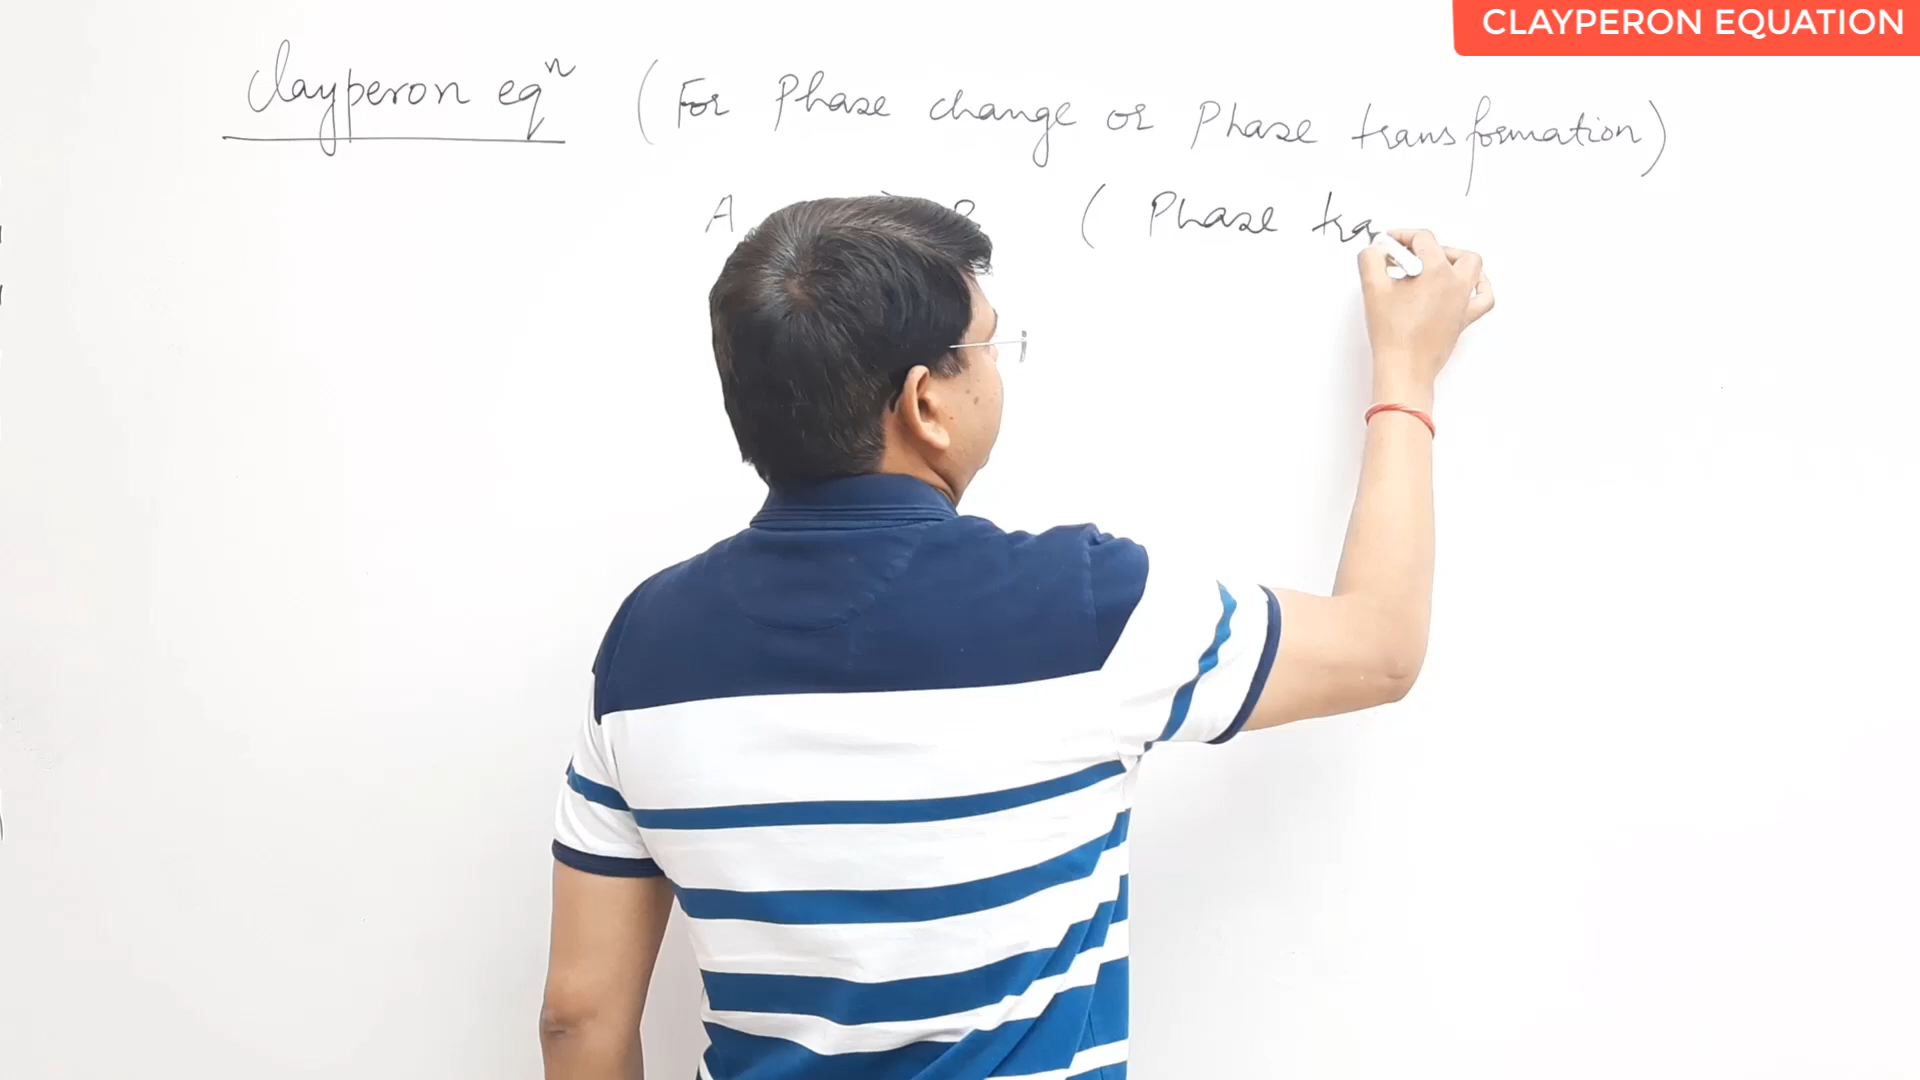 CLAYPERON EQUATION
Clayperon eqⁿ (For Phase change or Phase transformation)
A B ( Phase tra